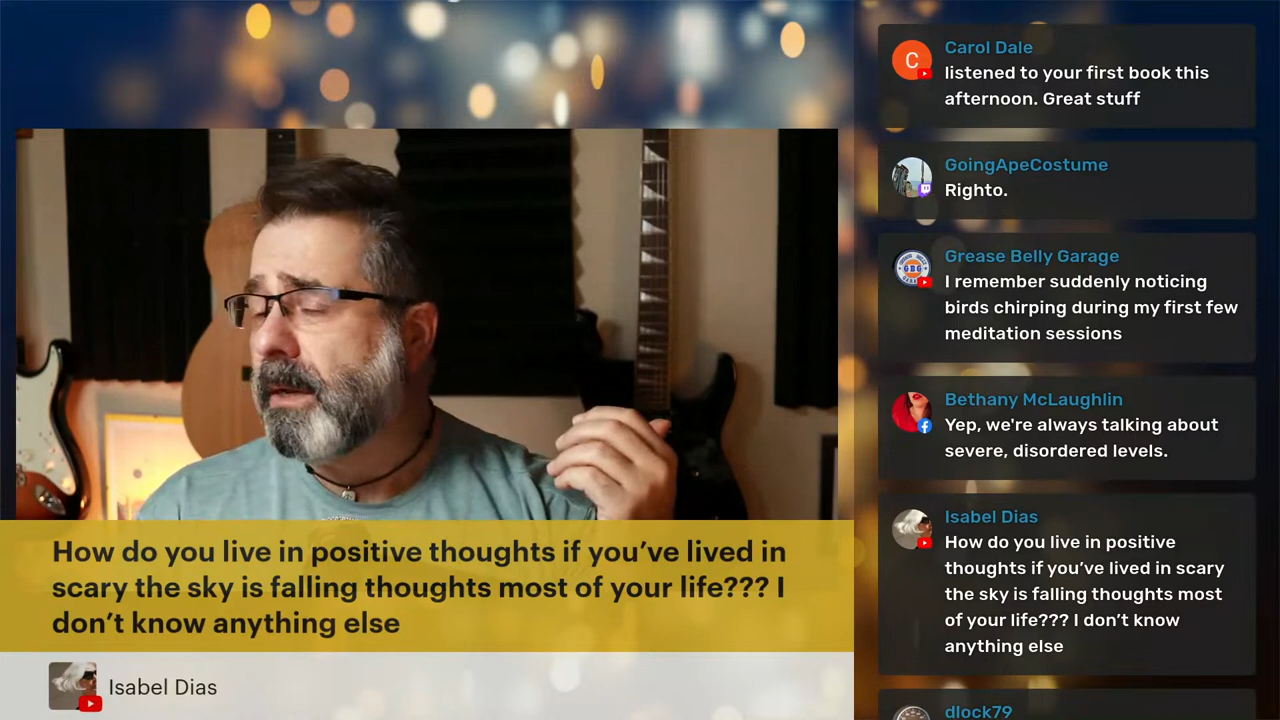 How do you live in positive thoughts if you've lived in
scary the sky is falling thoughts most of your life??? I
don't know anything else
Isabel Dias
C
Carol Dale
listened to your first book this
afternoon. Great stuff
GoingApeCostume
Righto.
GBG
Grease Belly Garage
I remember suddenly noticing
birds chirping during my first few
meditation sessions
Bethany McLaughlin
Yep, we're always talking about
severe, disordered levels.
Isabel Dias
How do you live in positive
thoughts if you've lived in scary
the sky is falling thoughts most
of your life??? I don't know
anything else
dlock79